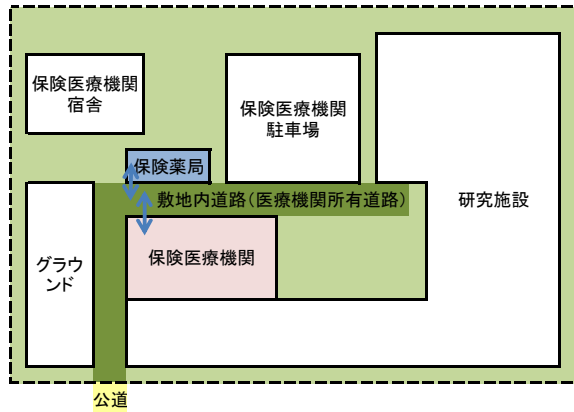 保険医療機関
宿舎
保険医療機関
駐車場
保険薬局
敷地内道路(医療機関所有道路)
研究施設
保険医療機関
グラウ
ンド
公道